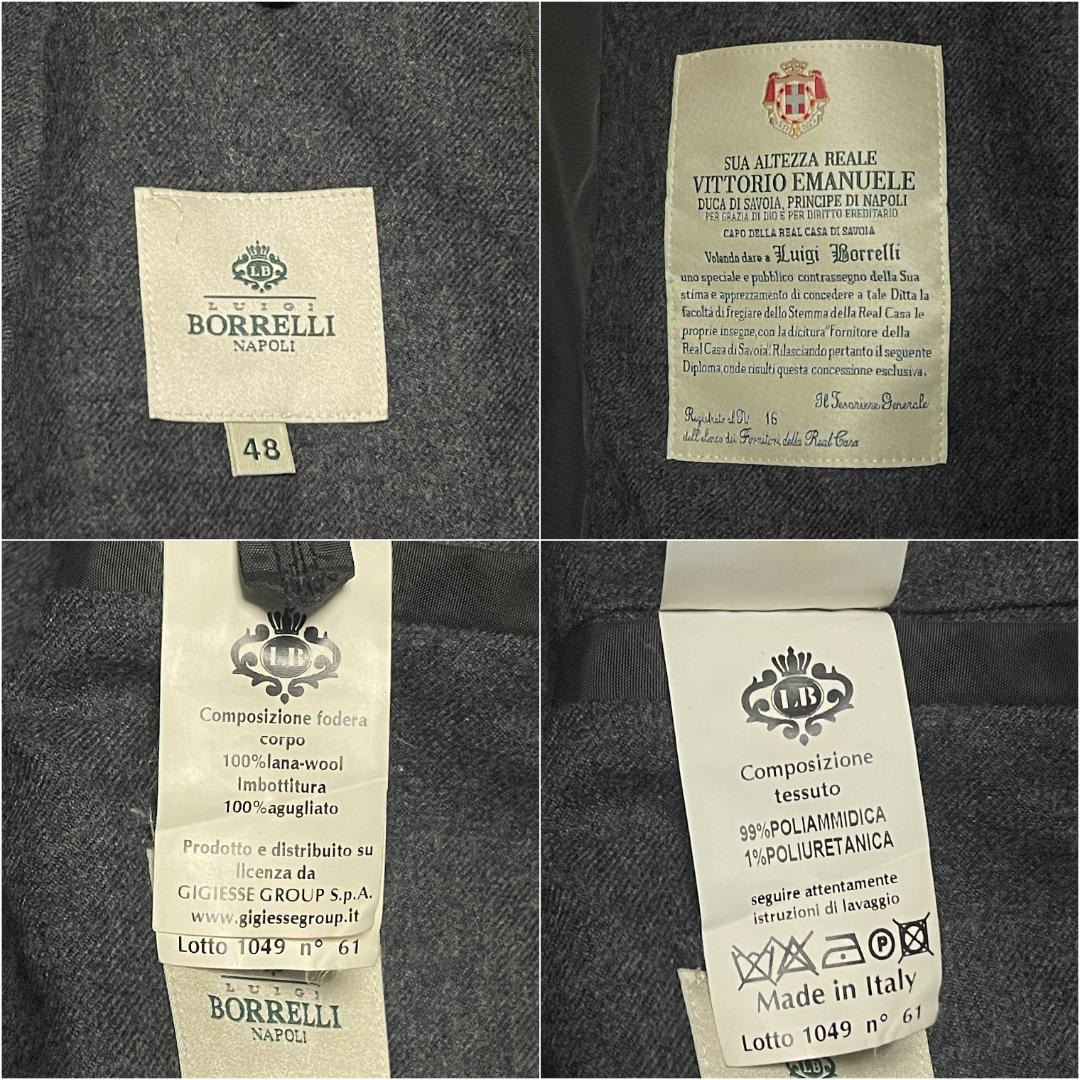 LB
LUIGI
BORRELLI
NAPOLI
48
SUA ALTEZZA REALE
VITTORIO EMANUELE
DUCA DI SAVOIA, PRINCIPE DI NAPOLI
PER GRAZIA DI DIO E PER DIRITTO EREDITARIO
CAPO DELLA REAL CASA DI SAVOIA
Volendo dare a Luigi Borrelli
uno speciale e pubblico contrassegno della Sua
stima e apprezzamento di concedere a tale Ditta la
facoltà di fregiare dello Stemma della Real Casa le
proprie insegne, con la dicitura "Fornitore della
Real Casa di Savoia". Rilasciando pertanto il seguente
Diploma, onde risulti questa concessione esclusiva.
Il Tesoriere Generale
Registrato al N° 16
dell'elenco dei Fornitori della Real Casa
LB
Composizione fodera
corpo
100%lana-wool
Imbottitura
100%agugliato
Prodotto e distribuito su
licenza da
GIGIESSE GROUP S.p.A.
www.gigiessegroup.it
Lotto 1049 n° 61
LUIGI
BORRELLI
NAPOLI
LB
Composizione
tessuto
99%POLIAMMIDICA
1%POLIURETANICA
seguire attentamente
istruzioni di lavaggio
P
Made in Italy
Lotto 1049 n° 61
LB